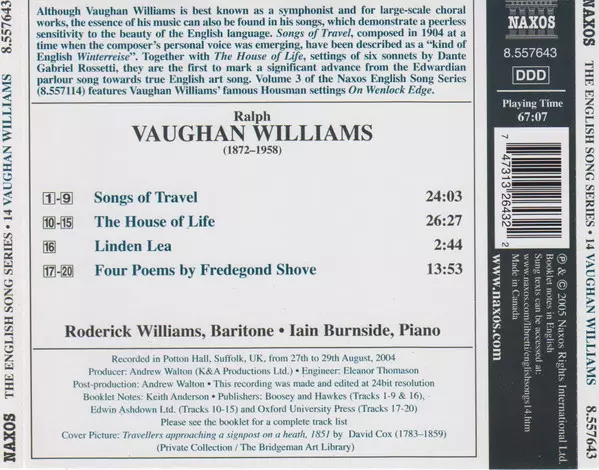 Although Vaughan Williams is best known as a symphonist and for large-scale choral
works, the essence of his music can also be found in his songs, which demonstrate a peerless
sensitivity to the beauty of the English language. Songs of Travel, composed in 1904 at a
time when the composer's personal voice was emerging, have been described as a "kind of
English Winterreise". Together with The House of Life, settings of six sonnets by Dante
Gabriel Rossetti, they are the first to mark a significant advance from the Edwardian
parlour song towards true English art song. Volume 3 of the Naxos English Song Series
(8.557114) features Vaughan Williams' famous Housman settings On Wenlock Edge.
Ralph
VAUGHAN WILLIAMS
(1872-1958)
1-9 Songs of Travel 24:03
10-15 The House of Life 26:27
16 Linden Lea 2:44
17-20 Four Poems by Fredegond Shove 13:53
Roderick Williams, Baritone • Iain Burnside, Piano
Recorded in Potton Hall, Suffolk, UK, from 27th to 29th August, 2004
Producer: Andrew Walton (K&A Productions Ltd.) • Engineer: Eleanor Thomason
Post-production: Andrew Walton • This recording was made and edited at 24bit resolution
Booklet Notes: Keith Anderson • Publishers: Boosey and Hawkes (Tracks 1-9 & 16),
Edwin Ashdown Ltd. (Tracks 10-15) and Oxford University Press (Tracks 17-20)
Please see the booklet for a complete track list
Cover Picture: Travellers approaching a signpost on a heath, 1851 by David Cox (1783-1859)
(Private Collection / The Bridgeman Art Library)
NAXOS
8.557643
DDD
Playing Time
67:07
7 47313 26432 2
℗ & © 2005 Naxos Rights International Ltd.
Booklet notes in English
Sung texts can be accessed at:
www.naxos.com/libretti/englishsongs14.htm
Made in Canada
www.naxos.com
NAXOS THE ENGLISH SONG SERIES • 14 VAUGHAN WILLIAMS 8.557643
NAXOS THE ENGLISH SONG SERIES • 14 VAUGHAN WILLIAMS 8.557643